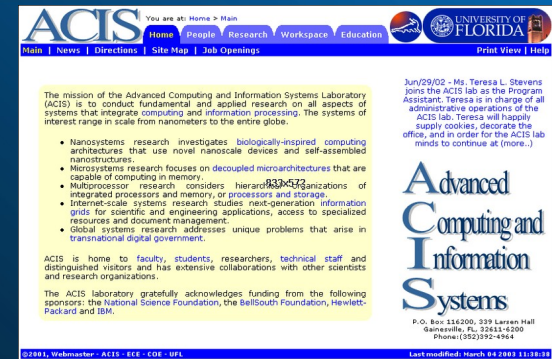 ACIS
You are at: Home > Main
Home People Research Workspace Education
UNIVERSITY OF
FLORIDA
Main | News | Directions | Site Map | Job Openings
Print View | Help
The mission of the Advanced Computing and Information Systems Laboratory
(ACIS) is to conduct fundamental and applied research on all aspects of
systems that integrate computing and information processing. The systems of
interest range in scale from nanometers to the entire globe.
• Nanosystems research investigates biologically-inspired computing
architectures that use novel nanoscale devices and self-assembled
nanostructures.
• Microsystems research focuses on decoupled microarchitectures that are
capable of computing in memory.
• Multiprocessor research considers hierarchical organizations of
integrated processors and memory, or processors and storage.
• Internet-scale systems research studies next-generation information
grids for scientific and engineering applications, access to specialized
resources and document management.
• Global systems research addresses unique problems that arise in
transnational digital government.
833x572
ACIS is home to faculty, students, researchers, technical staff and
distinguished visitors and has extensive collaborations with other scientists
and research organizations.
The ACIS laboratory gratefully acknowledges funding from the following
sponsors: the National Science Foundation, the BellSouth Foundation, Hewlett-
Packard and IBM.
Jun/29/02 - Ms. Teresa L. Stevens
joins the ACIS lab as the Program
Assistant. Teresa is in charge of all
administrative operations of the
ACIS lab. Teresa will happily
supply cookies, decorate the
office, and in order for the ACIS lab
minds to continue at (more..)
Advanced
Computing and
Information
Systems
P.O. Box 116200, 339 Larsen Hall
Gainesville, FL, 32611-6200
Phone:(352)392-4964
©2001, Webmaster - ACIS - ECE - COE - UFL
Last modified: March 04 2003 11:38:38